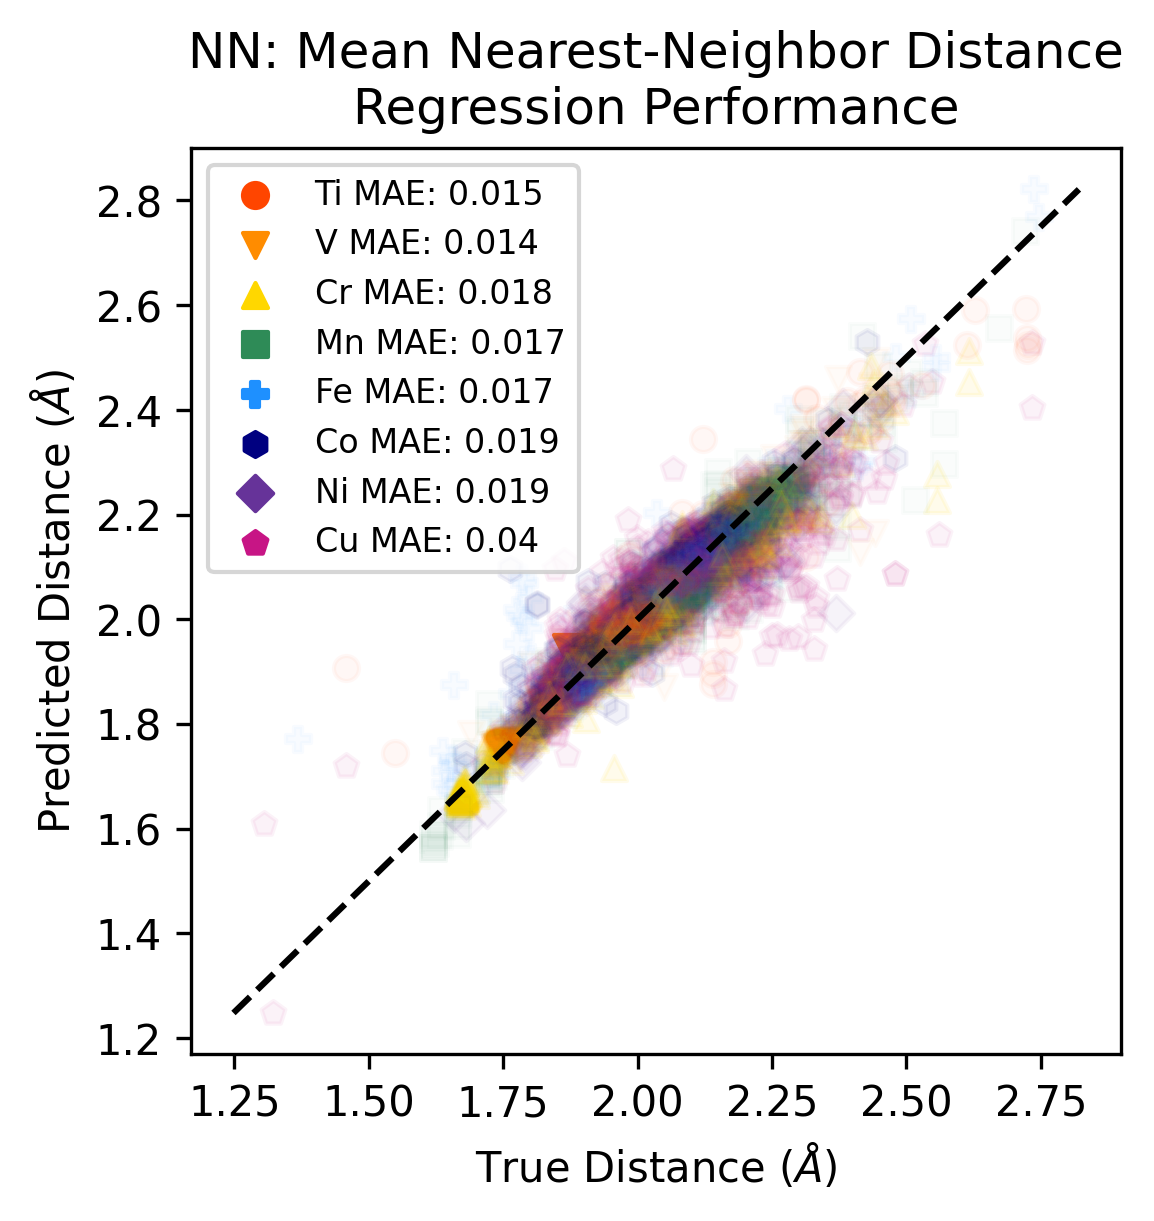 NN: Mean Nearest-Neighbor Distance
Regression Performance
Ti MAE: 0.015
V MAE: 0.014
Cr MAE: 0.018
Mn MAE: 0.017
Fe MAE: 0.017
Co MAE: 0.019
Ni MAE: 0.019
Cu MAE: 0.04
Predicted Distance (Å)
2.8
2.6
2.4
2.2
2.0
1.8
1.6
1.4
1.2
1.25 1.50 1.75 2.00 2.25 2.50 2.75
True Distance (Å)